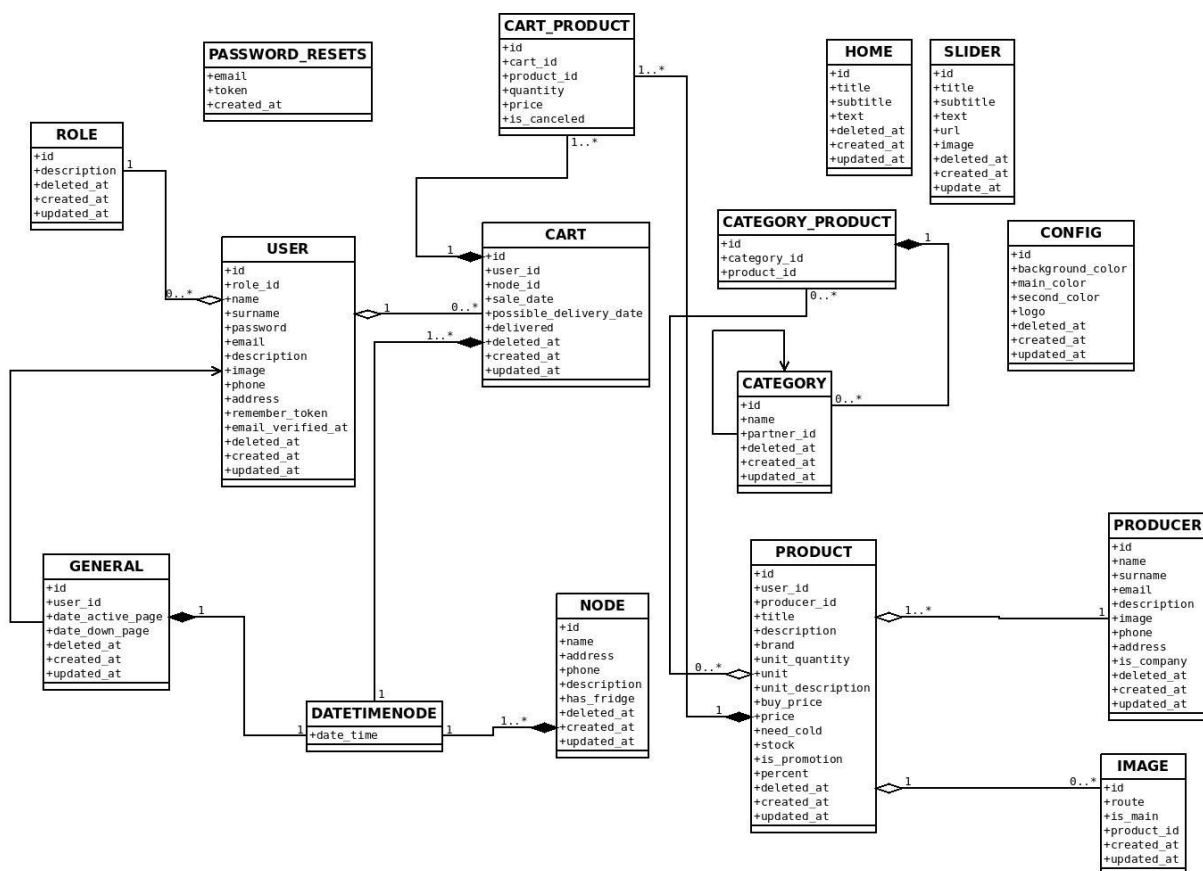 PASSWORD_RESETS
+email
+token
+created_at
CART_PRODUCT
+id
+cart_id
+product_id
+quantity
+price
+is_canceled
1..*
1..*
HOME
+id
+title
+subtitle
+text
+deleted_at
+created_at
+updated_at
SLIDER
+id
+title
+subtitle
+text
+url
+image
+deleted_at
+created_at
+update_at
ROLE
+id
+description
+deleted_at
+created_at
+updated_at
1
USER
+id
+role_id
+name
+surname
+password
+email
+description
+image
+phone
+address
+remember_token
+email_verified_at
+deleted_at
+created_at
+updated_at
0..*
1
0..*
CART
+id
+user_id
+node_id
+sale_date
+possible_delivery_date
+delivered
+deleted_at
+created_at
+updated_at
1
1..*
CATEGORY_PRODUCT
+id
+category_id
+product_id
1
0..*
CONFIG
+id
+background_color
+main_color
+second_color
+logo
+deleted_at
+created_at
+updated_at
CATEGORY
+id
+name
+partner_id
+deleted_at
+created_at
+updated_at
0..*
GENERAL
+id
+user_id
+date_active_page
+date_down_page
+deleted_at
+created_at
+updated_at
1
DATETIMENODE
+date_time
1
1
1
NODE
+id
+name
+address
+phone
+description
+has_fridge
+deleted_at
+created_at
+updated_at
1..*
PRODUCT
+id
+user_id
+producer_id
+title
+description
+brand
+unit_quantity
+unit
+unit_description
+buy_price
+price
+need_cold
+stock
+is_promotion
+percent
+deleted_at
+created_at
+updated_at
0..*
1
1..*
1
1
0..*
PRODUCER
+id
+name
+surname
+email
+description
+image
+phone
+address
+is_company
+deleted_at
+created_at
+updated_at
IMAGE
+id
+route
+is_main
+product_id
+created_at
+updated_at